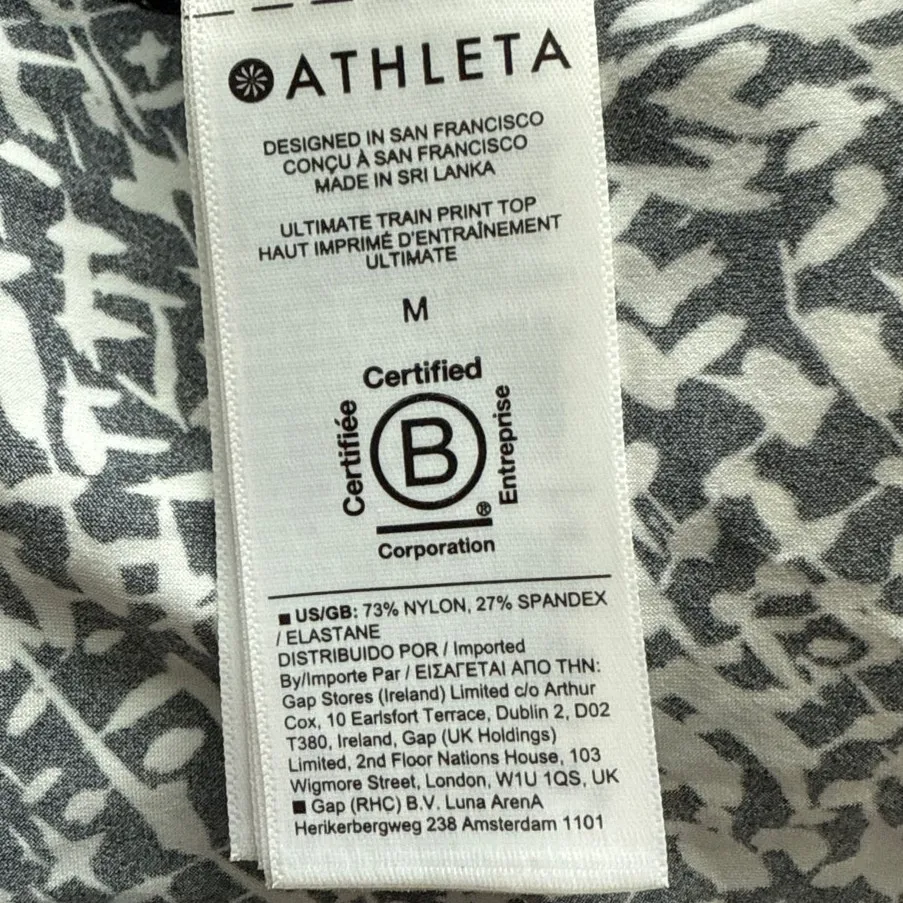 ATHLETA
DESIGNED IN SAN FRANCISCO
CONÇU À SAN FRANCISCO
MADE IN SRI LANKA
ULTIMATE TRAIN PRINT TOP
HAUT IMPRIMÉ D'ENTRAÎNEMENT
ULTIMATE
M
Certified
Certifiée
B
Entreprise
®
Corporation
■ US/GB: 73% NYLON, 27% SPANDEX
/ ELASTANE
DISTRIBUIDO POR / Imported
By/Importe Par / ΕΙΣΑΓΕΤΑΙ ΑΠΟ ΤΗΝ:
Gap Stores (Ireland) Limited c/o Arthur
Cox, 10 Earlsfort Terrace, Dublin 2, D02
T380, Ireland, Gap (UK Holdings)
Limited, 2nd Floor Nations House, 103
Wigmore Street, London, W1U 1QS, UK
■ Gap (RHC) B.V. Luna ArenA
Herikerbergweg 238 Amsterdam 1101